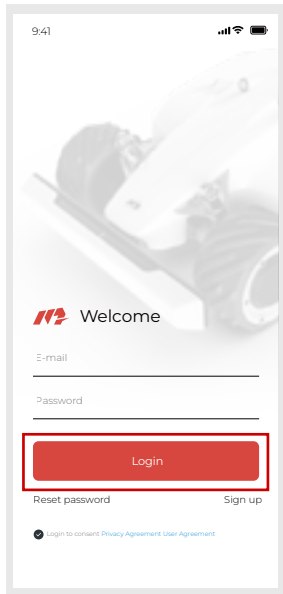 9:41
Welcome
E-mail
Password
Login
Reset password Sign up
Login to consent Privacy Agreement User Agreement